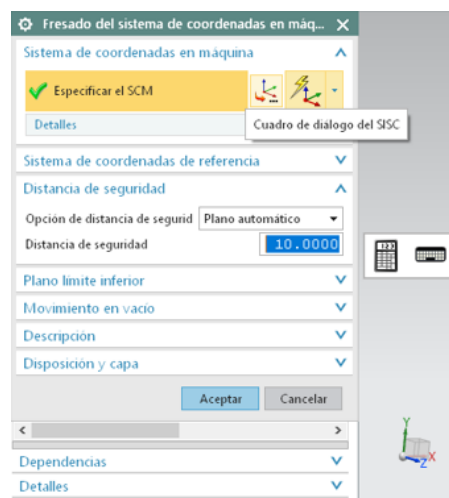 Fresado del sistema de coordenadas en máq...
Sistema de coordenadas en máquina
Especificar el SCM
Detalles
Cuadro de diálogo del SISC
Sistema de coordenadas de referencia
Distancia de seguridad
Opción de distancia de segurid Plano automático
Distancia de seguridad 10.0000
Plano límite inferior
Movimiento en vacío
Descripción
Disposición y capa
Aceptar Cancelar
Dependencias
Detalles
Y
Z X